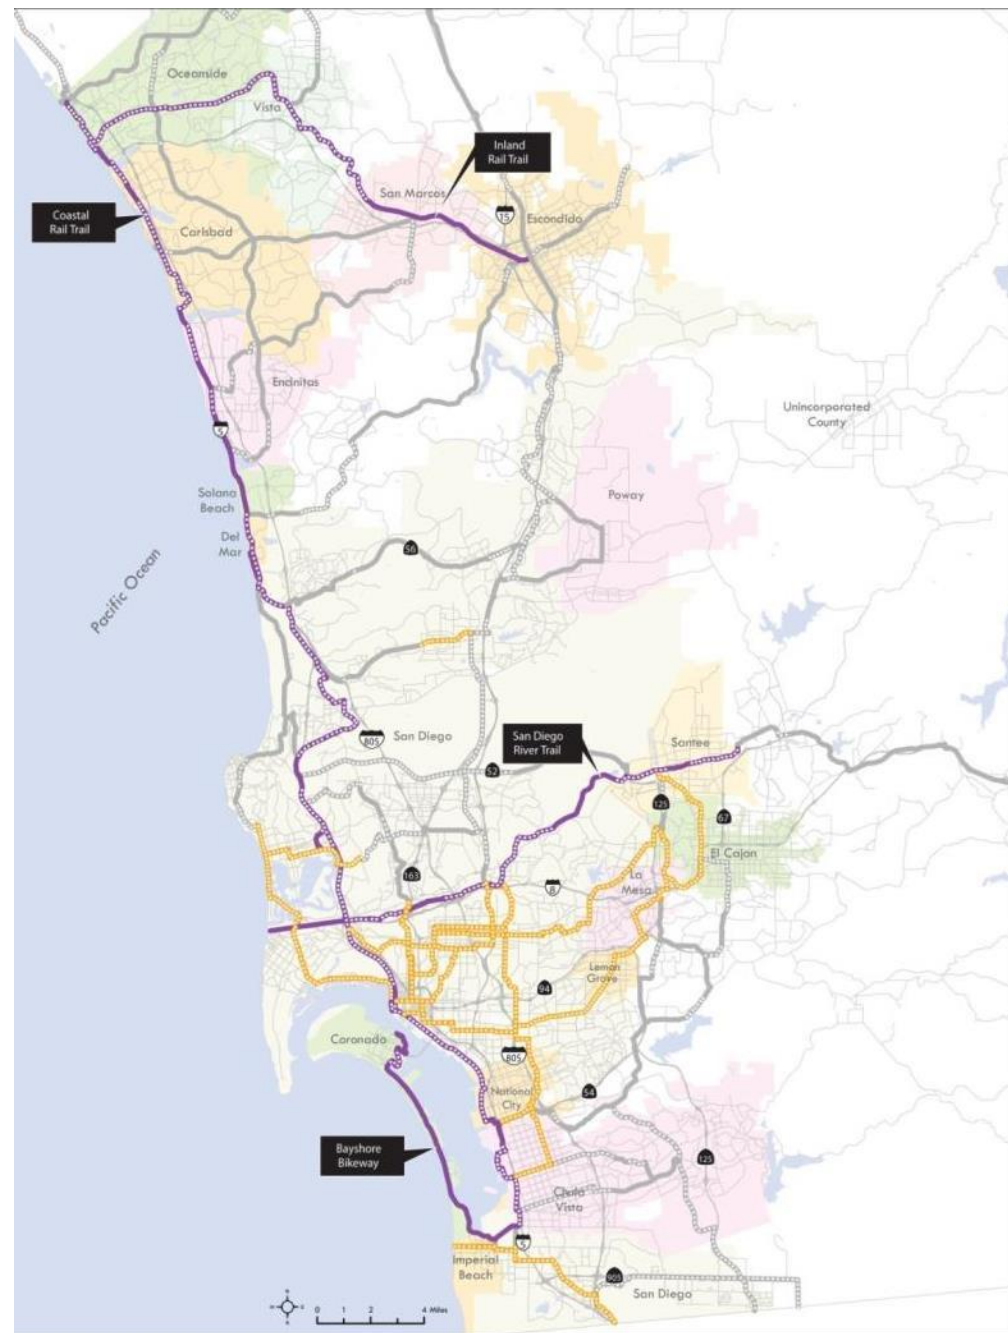 Oceanside
Vista
Inland
Rail Trail
San Marcos
15
Escondido
Coastal
Rail Trail
Carlsbad
Encinitas
Unincorporated
County
5
Solana
Beach
Poway
Del
Mar
56
Pacific Ocean
San Diego
River Trail
Santee
805
San Diego
52
125
67
El Cajon
163
La
Mesa
8
Lemon
Grove
94
Coronado
805
National
City
54
Bayshore
Bikeway
125
Chula
Vista
5
Imperial
Beach
905
San Diego
0 1 2 4 Miles